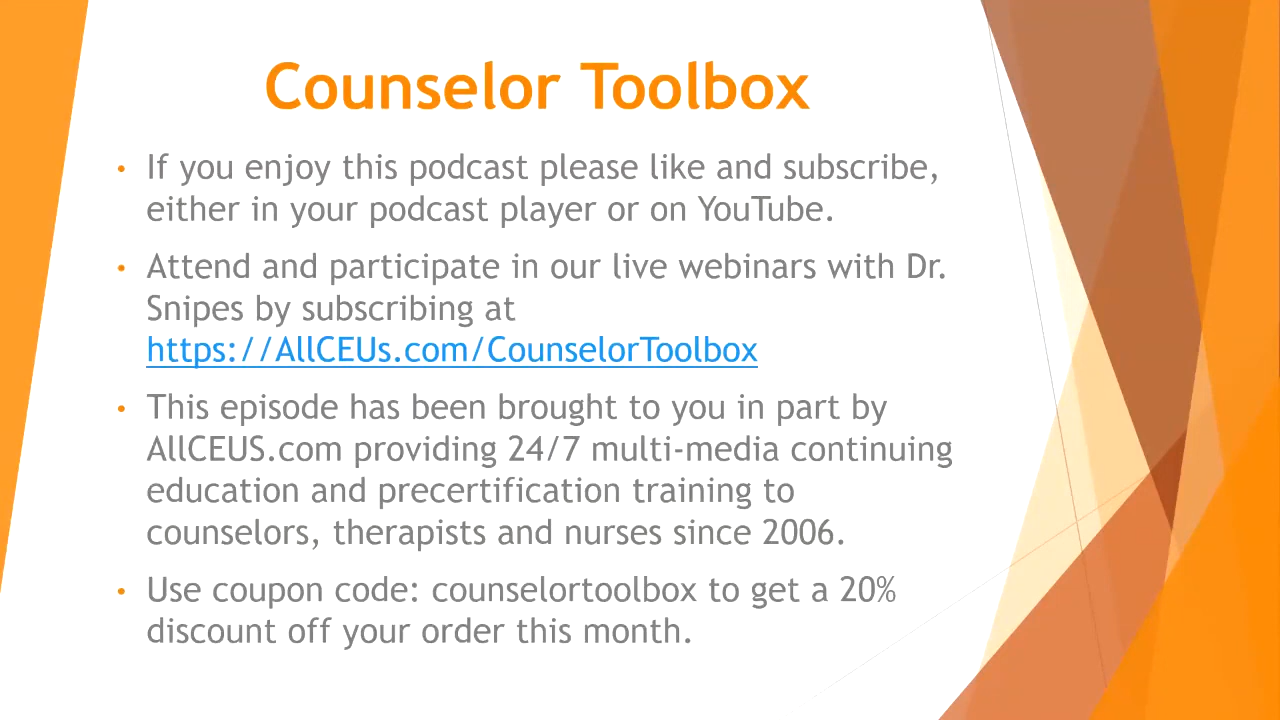 Counselor Toolbox
• If you enjoy this podcast please like and subscribe,
either in your podcast player or on YouTube.
• Attend and participate in our live webinars with Dr.
Snipes by subscribing at
https://AllCEUs.com/CounselorToolbox
• This episode has been brought to you in part by
AllCEUS.com providing 24/7 multi-media continuing
education and precertification training to
counselors, therapists and nurses since 2006.
• Use coupon code: counselortoolbox to get a 20%
discount off your order this month.